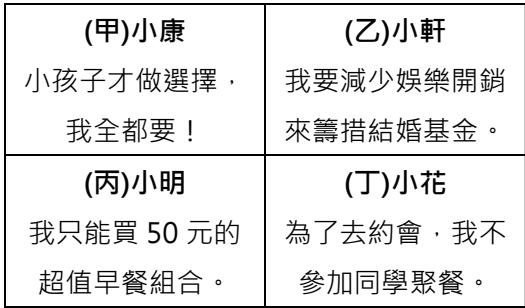 (甲)小康
小孩子才做選擇，
我全都要！
(乙)小軒
我要減少娛樂開銷
來籌措結婚基金。
(丙)小明
我只能買 50 元的
超值早餐組合。
(丁)小花
為了去約會，我不
參加同學聚餐。